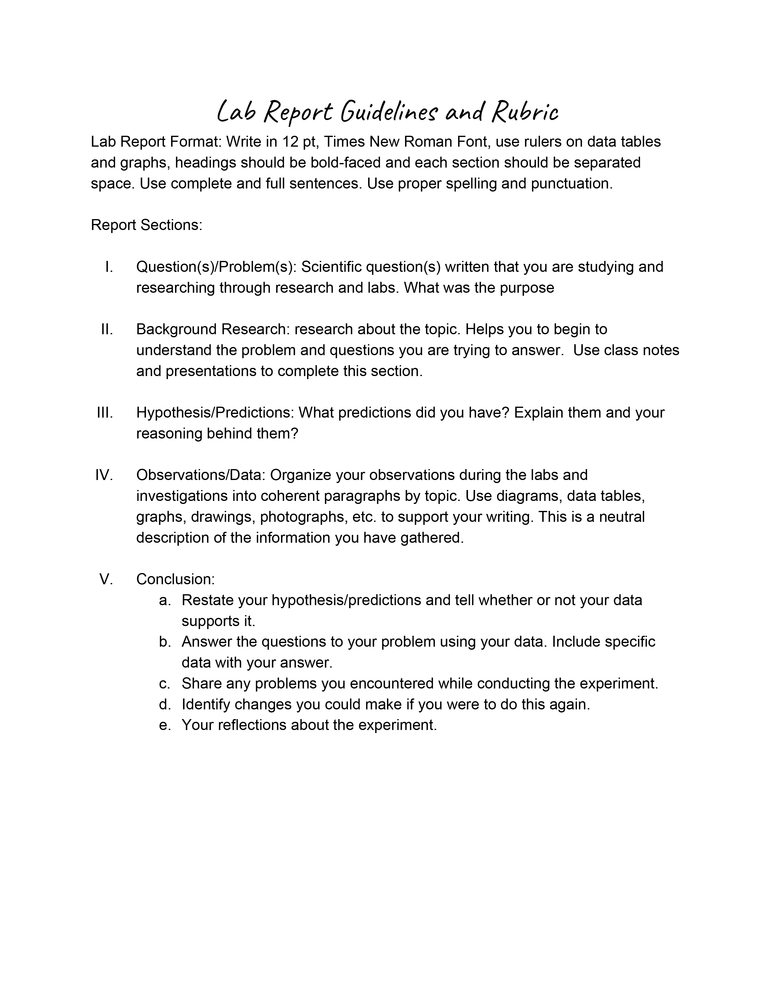 Lab Report Guidelines and Rubric
Lab Report Format: Write in 12 pt, Times New Roman Font, use rulers on data tables
and graphs, headings should be bold-faced and each section should be separated
space. Use complete and full sentences. Use proper spelling and punctuation.
Report Sections:
I. Question(s)/Problem(s): Scientific question(s) written that you are studying and
researching through research and labs. What was the purpose
II. Background Research: research about the topic. Helps you to begin to
understand the problem and questions you are trying to answer.  Use class notes
and presentations to complete this section.
III. Hypothesis/Predictions: What predictions did you have? Explain them and your
reasoning behind them?
IV. Observations/Data: Organize your observations during the labs and
investigations into coherent paragraphs by topic. Use diagrams, data tables,
graphs, drawings, photographs, etc. to support your writing. This is a neutral
description of the information you have gathered.
V. Conclusion:
a. Restate your hypothesis/predictions and tell whether or not your data
supports it.
b. Answer the questions to your problem using your data. Include specific
data with your answer.
c. Share any problems you encountered while conducting the experiment.
d. Identify changes you could make if you were to do this again.
e. Your reflections about the experiment.